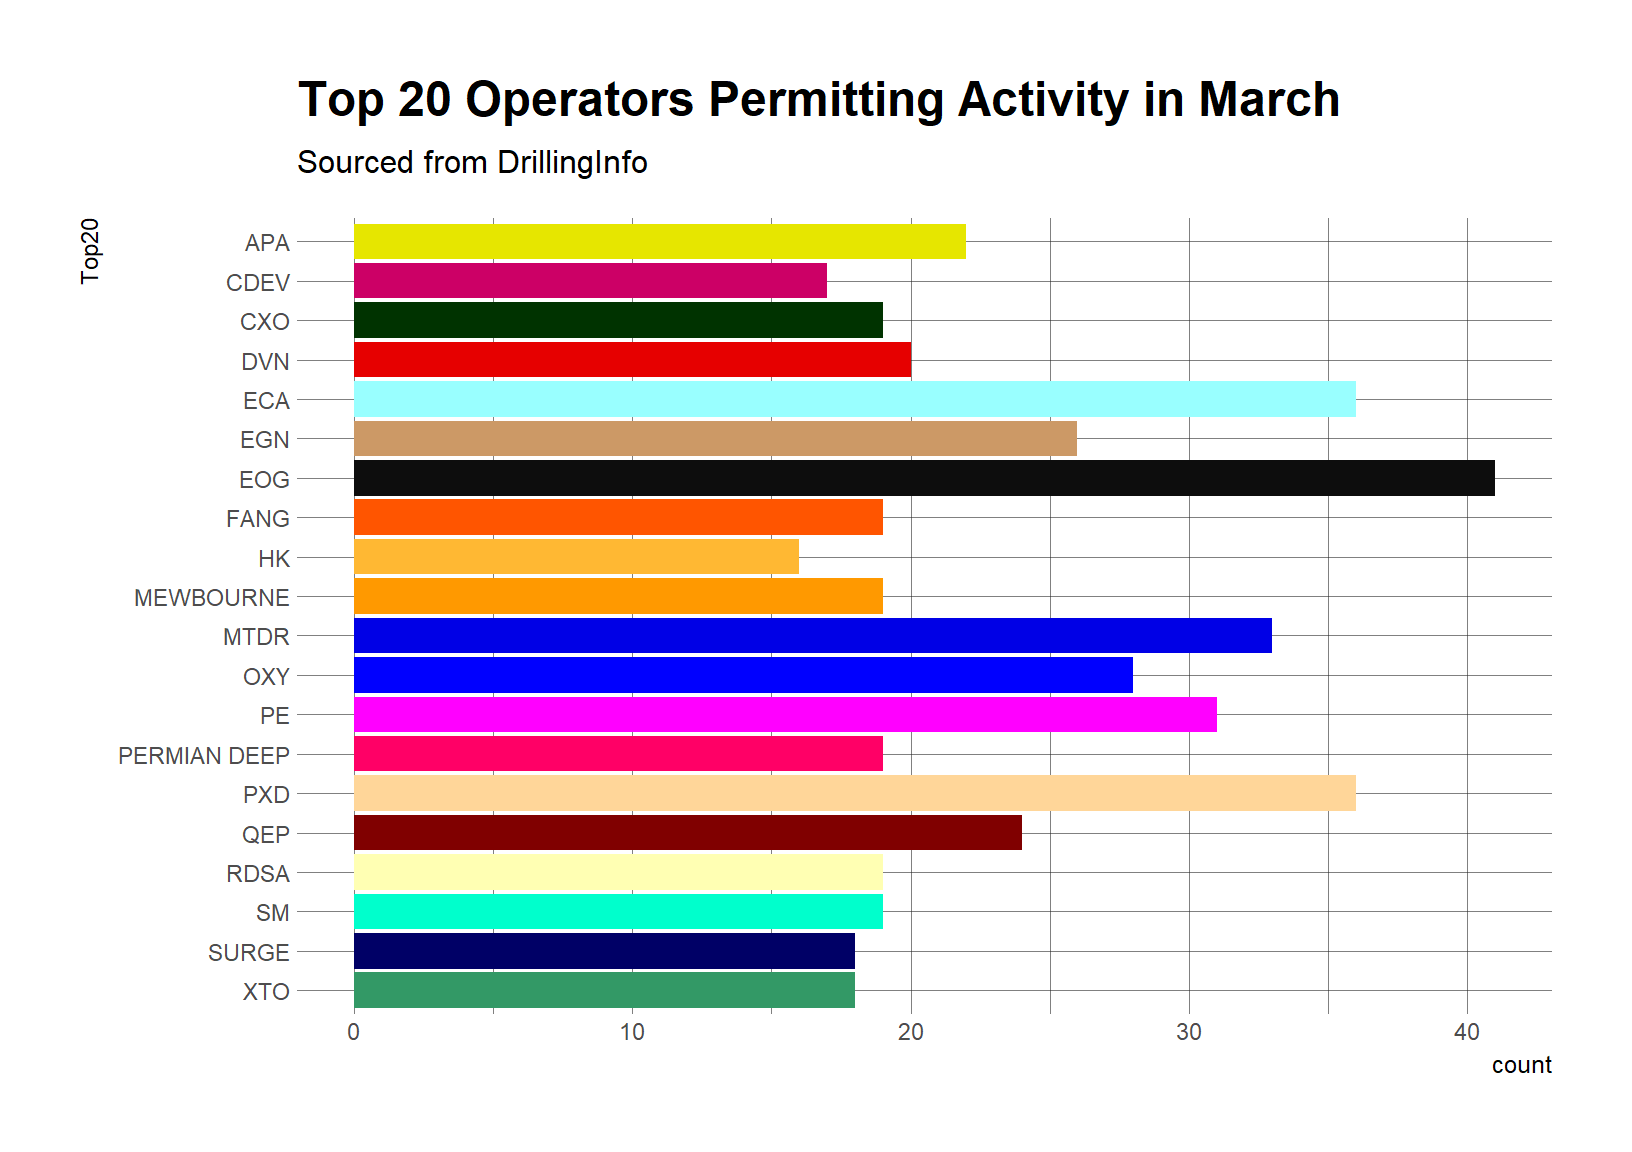 Top 20 Operators Permitting Activity in March
Sourced from DrillingInfo
Top20
APA
CDEV
CXO
DVN
ECA
EGN
EOG
FANG
HK
MEWBOURNE
MTDR
OXY
PE
PERMIAN DEEP
PXD
QEP
RDSA
SM
SURGE
XTO
0 10 20 30 40
count